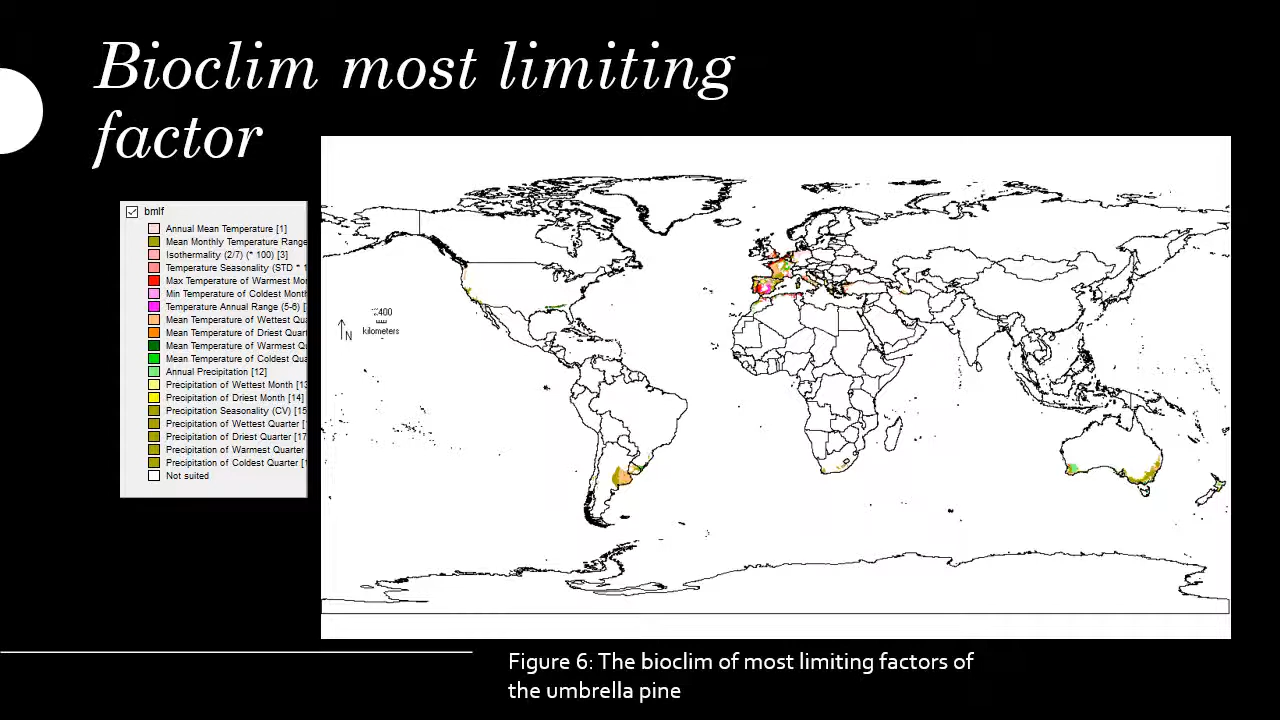 Bioclim most limiting
factor
bmlf
Annual Mean Temperature [1]
Mean Monthly Temperature Range
Isothermality (2/7) (* 100) [3]
Temperature Seasonality (STD * 1
Max Temperature of Warmest Mo
Min Temperature of Coldest Month
Temperature Annual Range (5-6) [
Mean Temperature of Wettest Qu
Mean Temperature of Driest Quar
Mean Temperature of Warmest Q
Mean Temperature of Coldest Qua
Annual Precipitation [12]
Precipitation of Wettest Month [13
Precipitation of Driest Month [14]
Precipitation Seasonality (CV) [15
Precipitation of Wettest Quarter [
Precipitation of Driest Quarter [17
Precipitation of Warmest Quarter
Precipitation of Coldest Quarter [1
Not suited
N
kilometers
Figure 6: The bioclim of most limiting factors of
the umbrella pine